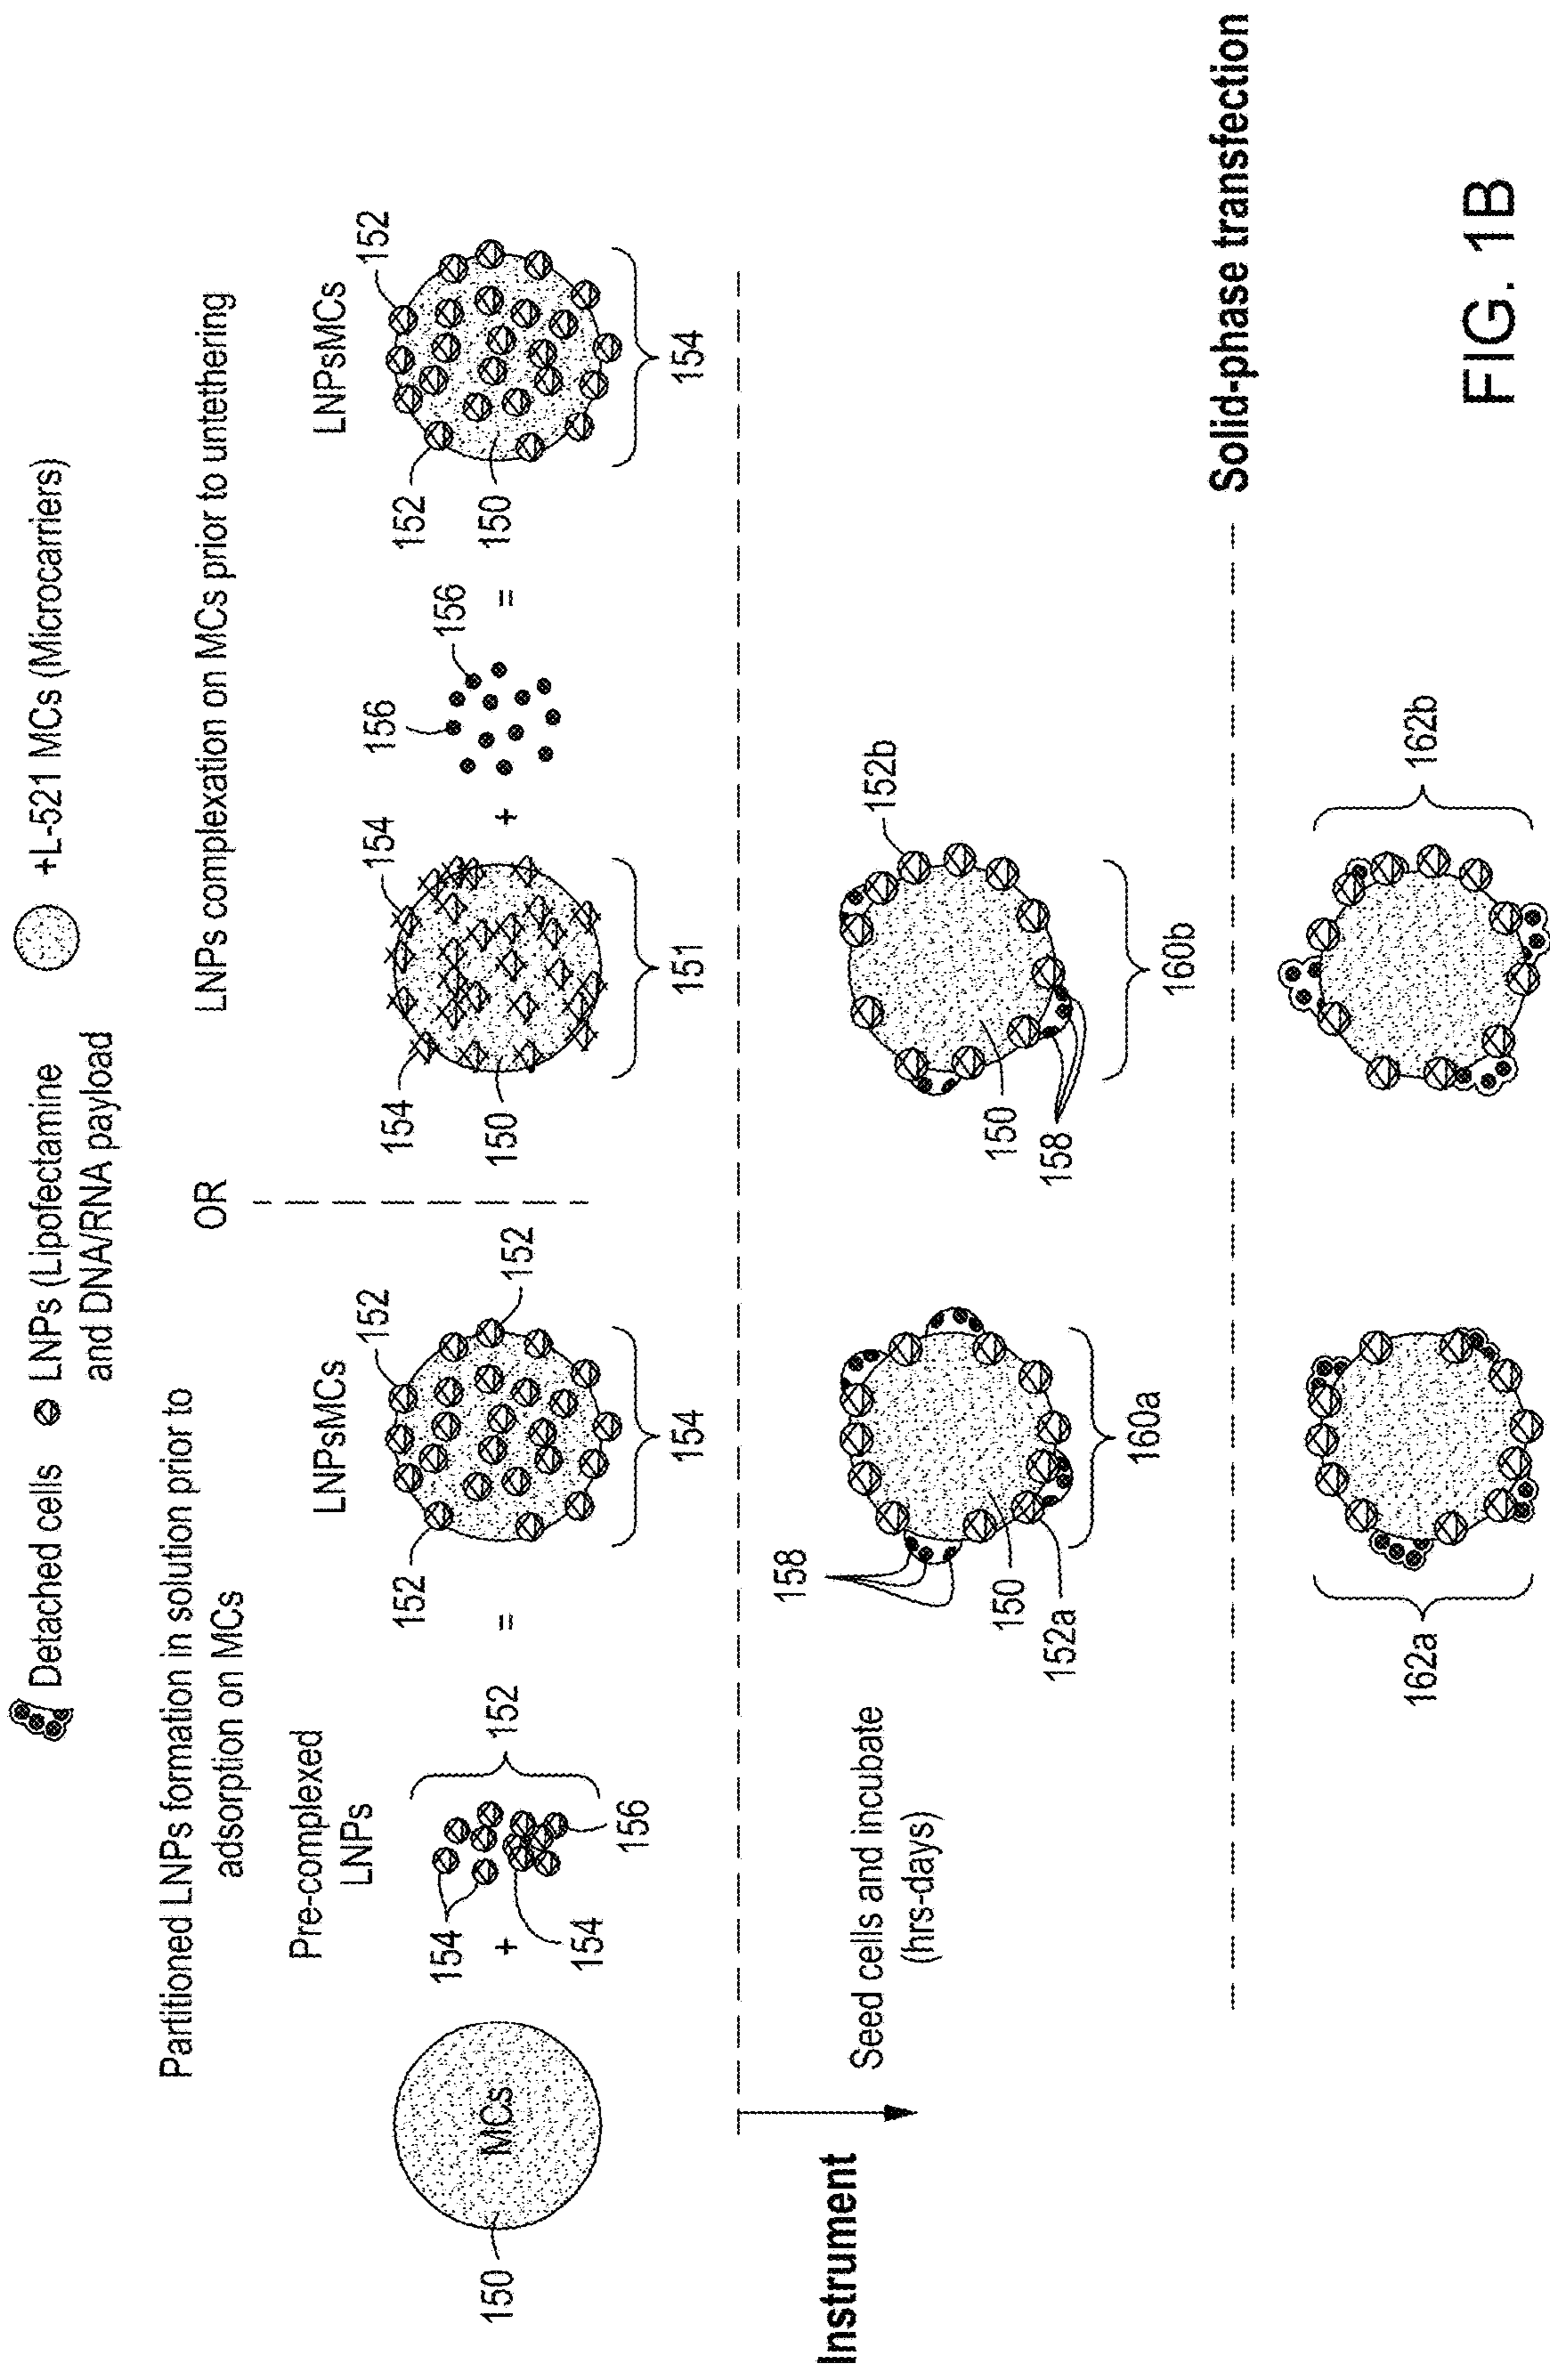 Detached cells
LNPs (Lipofectamine
and DNA/RNA payload
+L-521 MCs (Microcarriers)
Partitioned LNPs formation in solution prior to
adsorption on MCs
OR
LNPs complexation on MCs prior to untethering
Pre-complexed
LNPs
LNPsMCs
LNPsMCs
150
MCs
+
154
154
156
152
=
152
152
152
154
154
150
154
151
+
156
156
=
152
150
152
154
Instrument
Seed cells and incubate
(hrs-days)
158
150
152a
160a
150
158
152b
160b
Solid-phase transfection
162a
162b
FIG. 1B